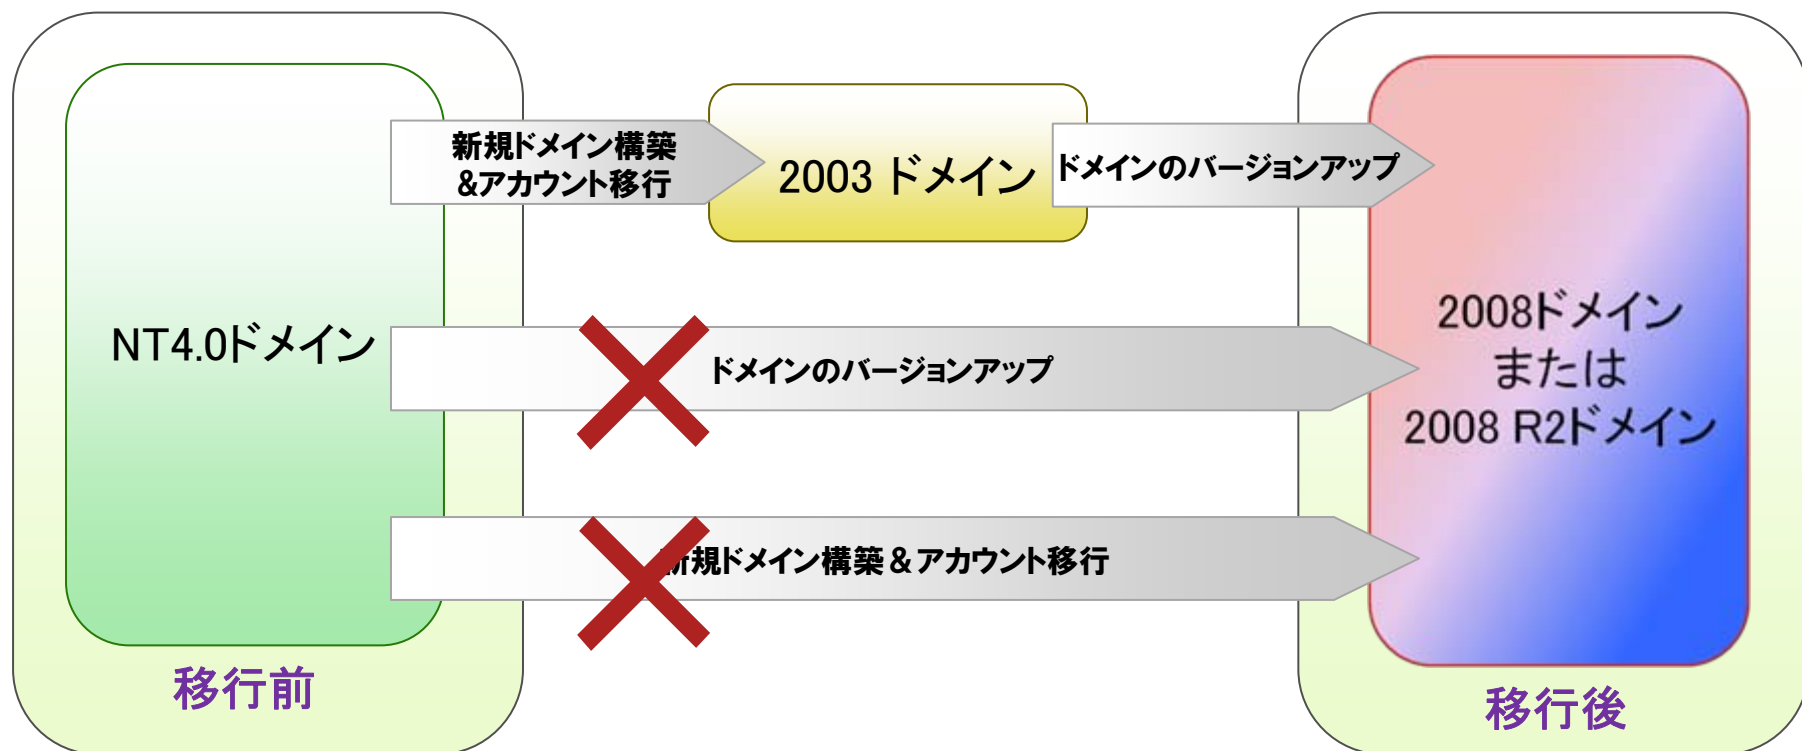 新規ドメイン構築
&アカウント移行
2003 ドメイン
ドメインのバージョンアップ
NT4.0ドメイン
ドメインのバージョンアップ
2008ドメイン
または
2008 R2ドメイン
新規ドメイン構築&アカウント移行
移行前
移行後